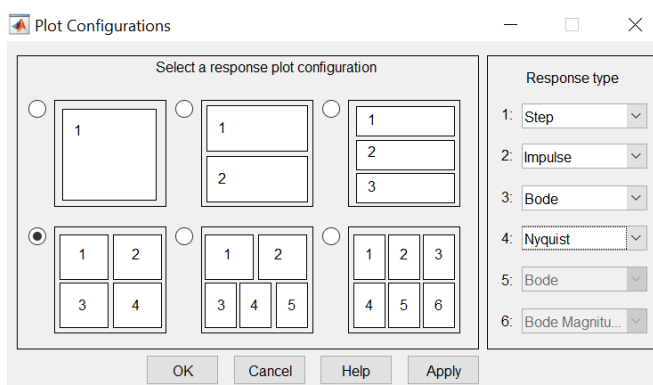 Plot Configurations
Select a response plot configuration
1
1
2
1
2
3
1 2
3 4
1 2
3 4 5
1 2 3
4 5 6
Response type
1: Step
2: Impulse
3: Bode
4: Nyquist
5: Bode
6: Bode Magnitu...
OK Cancel Help Apply